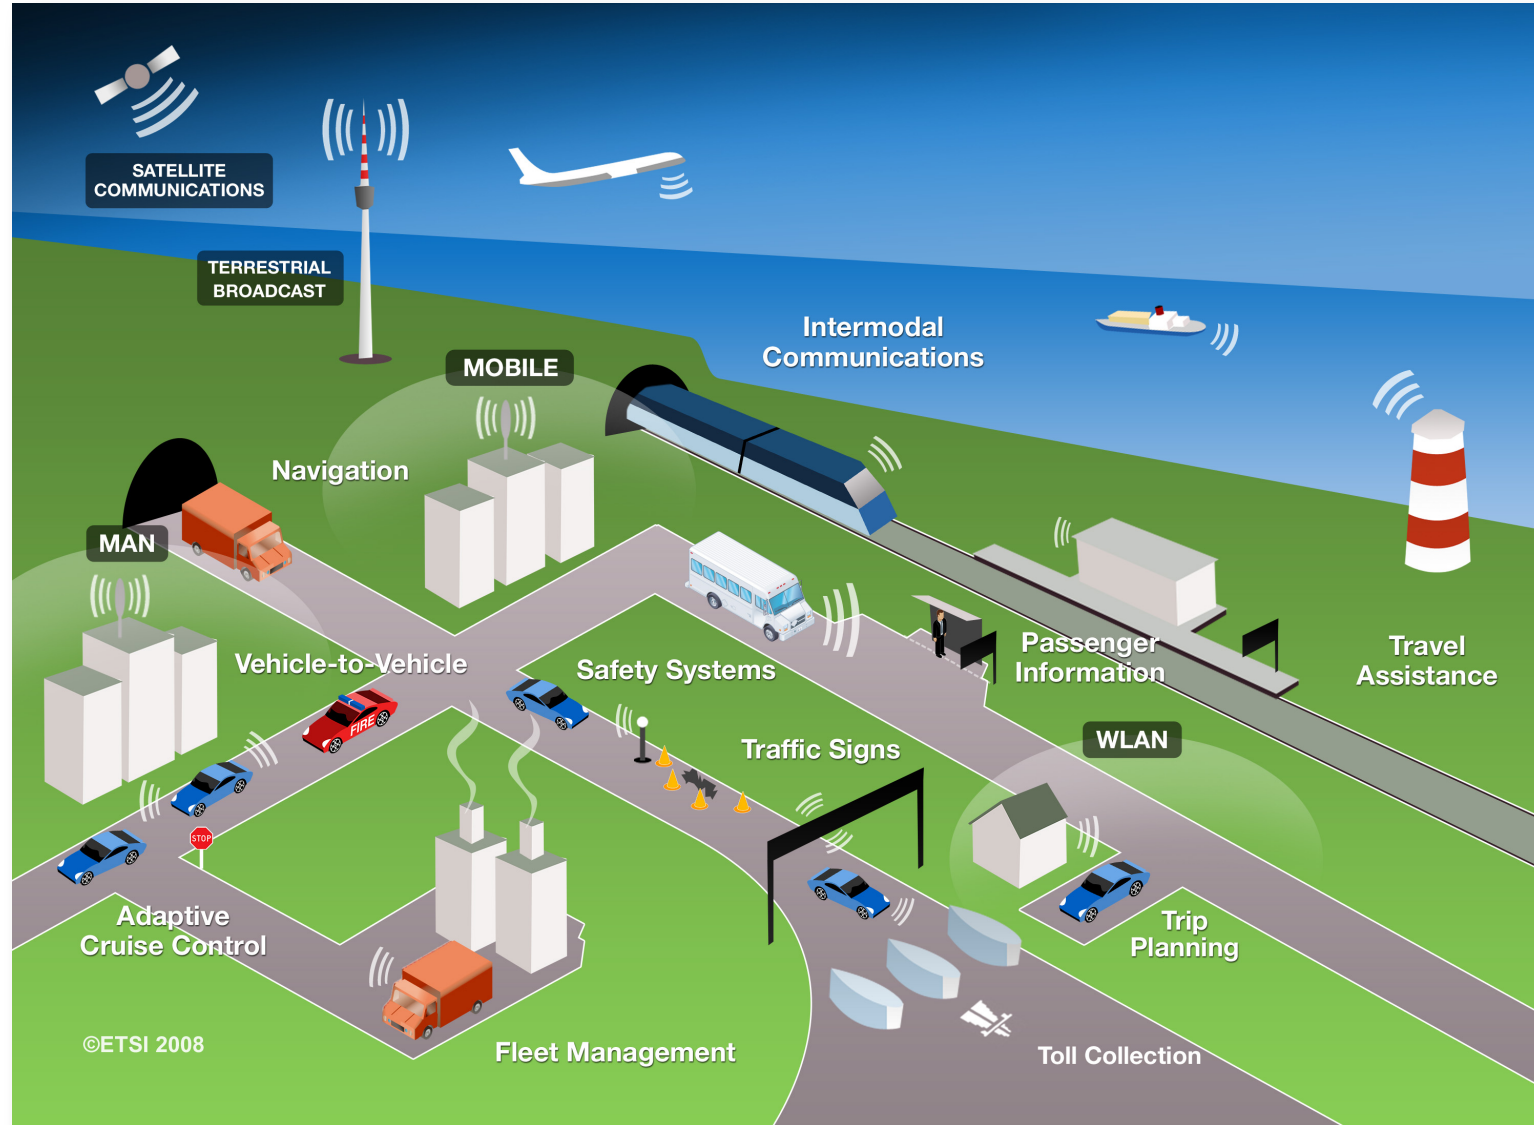 SATELLITE
COMMUNICATIONS
TERRESTRIAL
BROADCAST
Intermodal
Communications
MOBILE
Navigation
MAN
Vehicle-to-Vehicle
Safety Systems
Passenger
Information
Travel
Assistance
FIRE
Traffic Signs
WLAN
STOP
Adaptive
Cruise Control
Trip
Planning
©ETSI 2008
Fleet Management
Toll Collection